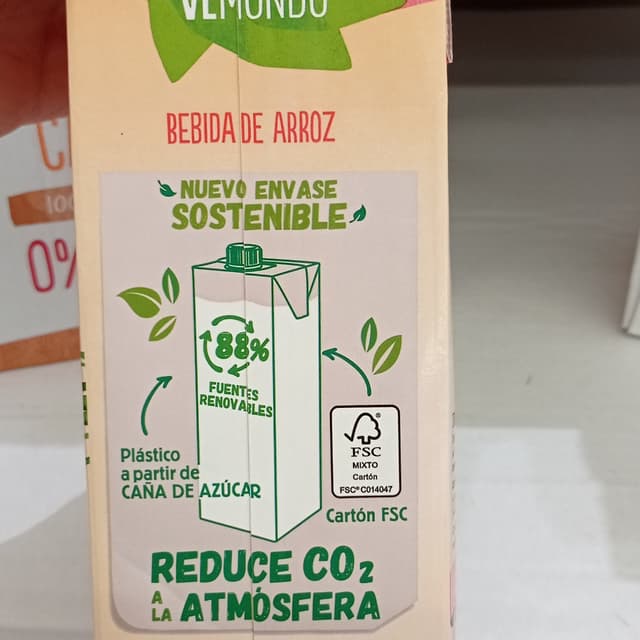 VEMONDO
BEBIDA DE ARROZ
NUEVO ENVASE
SOSTENIBLE
88%
FUENTES
RENOVABLES
Plástico
a partir de
CAÑA DE AZÚCAR
FSC
MIXTO
Cartón
FSC® C014047
Cartón FSC
REDUCE CO2
A LA ATMÓSFERA
0%